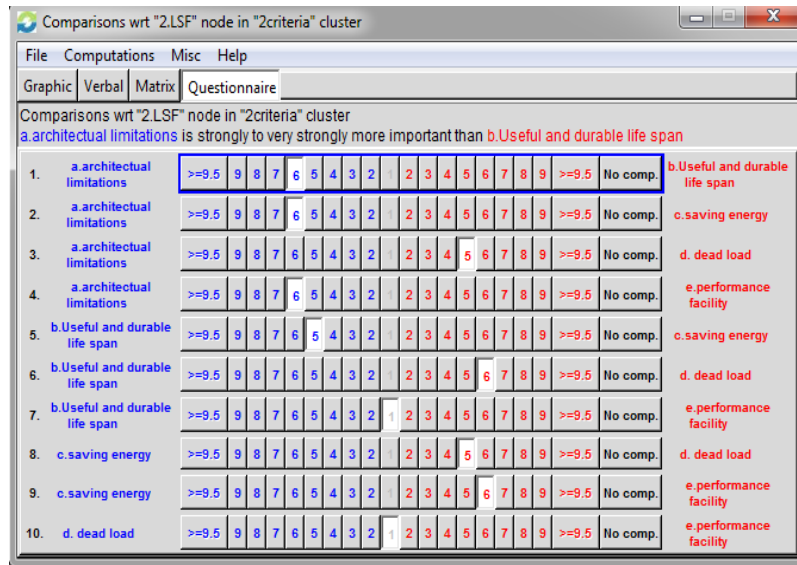 Comparisons wrt "2.LSF" node in "2criteria" cluster
File Computations Misc Help
Graphic Verbal Matrix Questionnaire
Comparisons wrt "2.LSF" node in "2criteria" cluster
a.architectual limitations is strongly to very strongly more important than b.Useful and durable life span
1. a.architectual limitations >=9.5 9 8 7 6 5 4 3 2 1 2 3 4 5 6 7 8 9 >=9.5 No comp. b.Useful and durable life span
2. a.architectual limitations >=9.5 9 8 7 6 5 4 3 2 1 2 3 4 5 6 7 8 9 >=9.5 No comp. c.saving energy
3. a.architectual limitations >=9.5 9 8 7 6 5 4 3 2 1 2 3 4 5 6 7 8 9 >=9.5 No comp. d. dead load
4. a.architectual limitations >=9.5 9 8 7 6 5 4 3 2 1 2 3 4 5 6 7 8 9 >=9.5 No comp. e.performance facility
5. b.Useful and durable life span >=9.5 9 8 7 6 5 4 3 2 1 2 3 4 5 6 7 8 9 >=9.5 No comp. c.saving energy
6. b.Useful and durable life span >=9.5 9 8 7 6 5 4 3 2 1 2 3 4 5 6 7 8 9 >=9.5 No comp. d. dead load
7. b.Useful and durable life span >=9.5 9 8 7 6 5 4 3 2 1 2 3 4 5 6 7 8 9 >=9.5 No comp. e.performance facility
8. c.saving energy >=9.5 9 8 7 6 5 4 3 2 1 2 3 4 5 6 7 8 9 >=9.5 No comp. d. dead load
9. c.saving energy >=9.5 9 8 7 6 5 4 3 2 1 2 3 4 5 6 7 8 9 >=9.5 No comp. e.performance facility
10. d. dead load >=9.5 9 8 7 6 5 4 3 2 1 2 3 4 5 6 7 8 9 >=9.5 No comp. e.performance facility